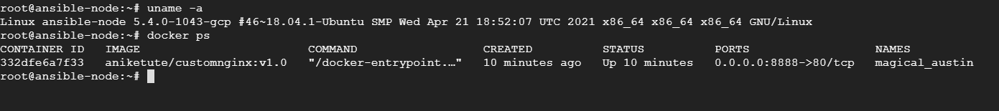 root@ansible-node:~# uname -a
Linux ansible-node 5.4.0-1043-gcp #46~18.04.1-Ubuntu SMP Wed Apr 21 18:52:07 UTC 2021 x86_64 x86_64 x86_64 GNU/Linux
root@ansible-node:~# docker ps
CONTAINER ID   IMAGE                     COMMAND                  CREATED          STATUS          PORTS                  NAMES
332dfe6a7f33   aniketute/customnginx:v1.0   "/docker-entrypoint.…"   10 minutes ago   Up 10 minutes   0.0.0.0:8888->80/tcp   magical_austin
root@ansible-node:~#